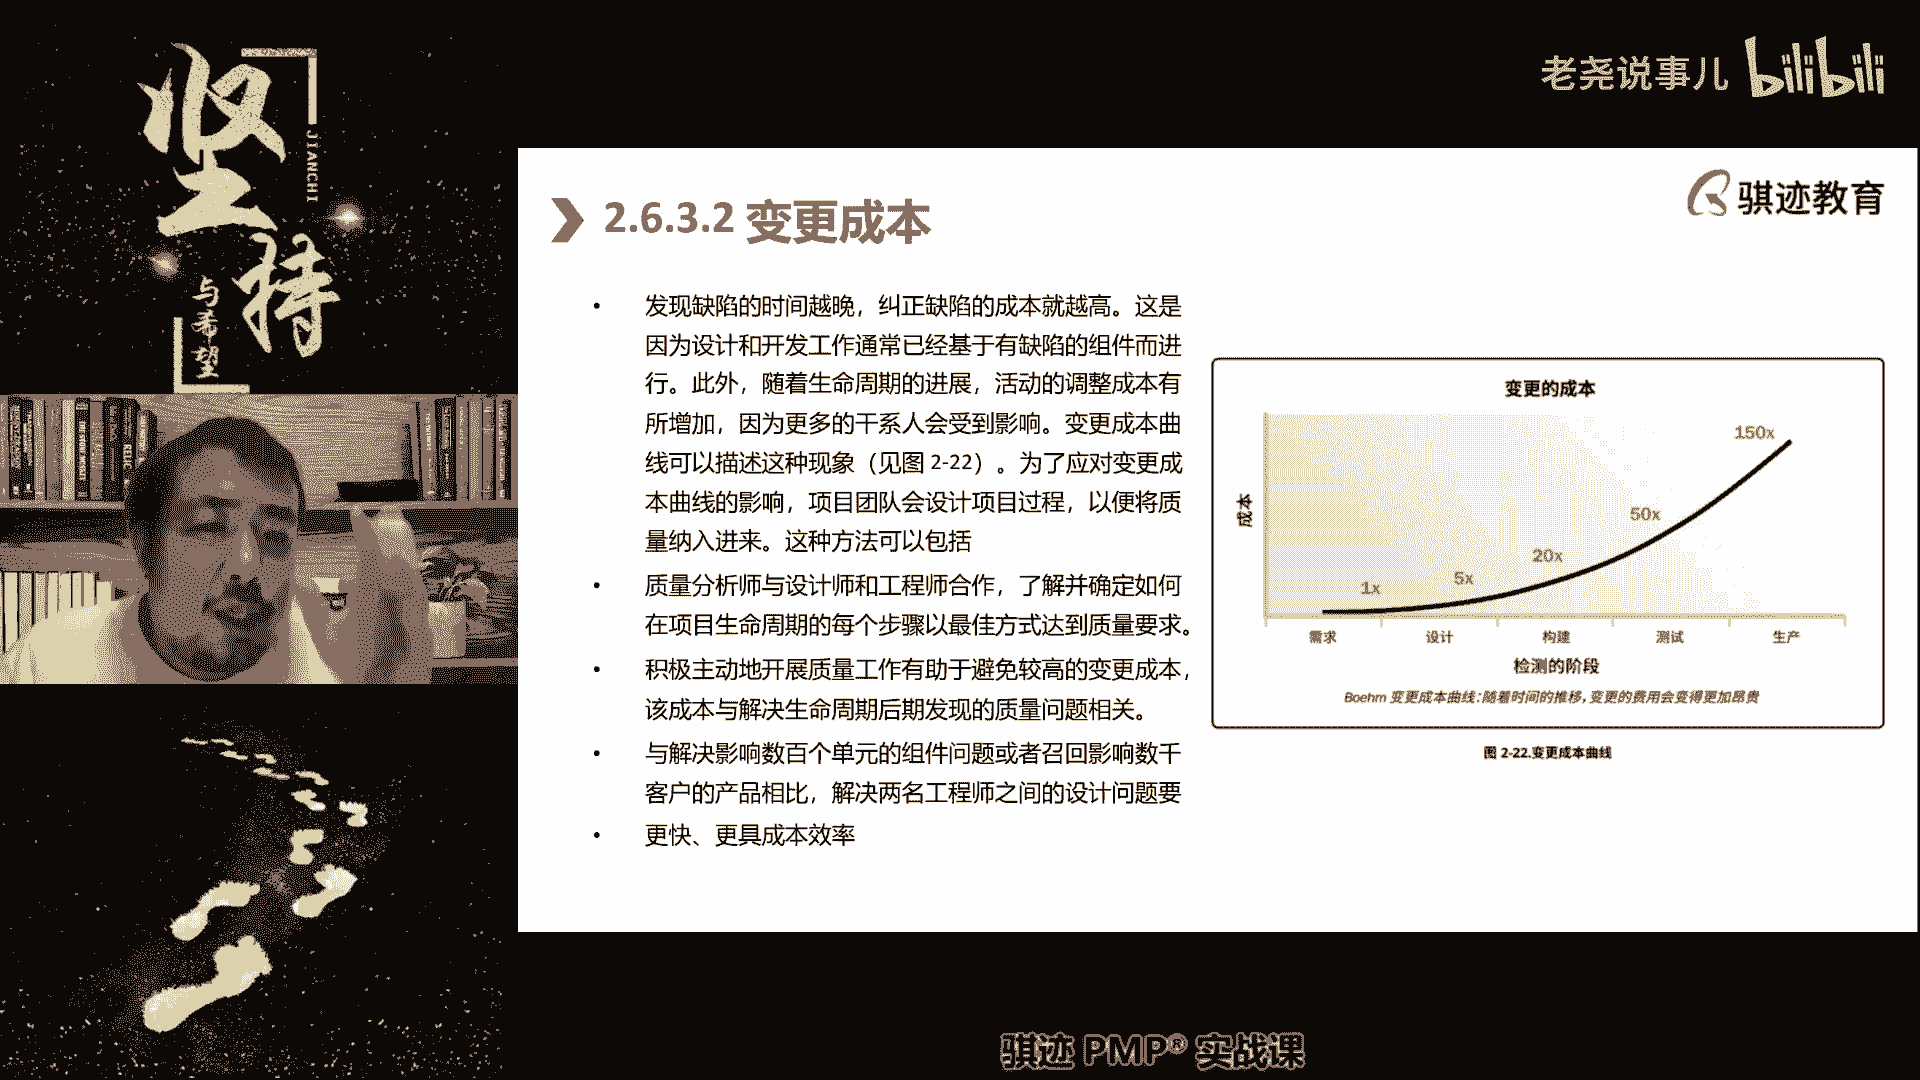 坚持
JIANCHI
与希望
老尧说事儿 bilibili
骐迹教育
2.6.3.2 变更成本
• 发现缺陷的时间越晚，纠正缺陷的成本就越高。这是
因为设计和开发工作通常已经基于有缺陷的组件而进
行。此外，随着生命周期的进展，活动的调整成本有
所增加，因为更多的干系人会受到影响。变更成本曲
线可以描述这种现象（见图 2-22）。为了应对变更成
本曲线的影响，项目团队会设计项目过程，以便将质
量纳入进来。这种方法可以包括
• 质量分析师与设计师和工程师合作，了解并确定如何
在项目生命周期的每个步骤以最佳方式达到质量要求。
• 积极主动地开展质量工作有助于避免较高的变更成本，
该成本与解决生命周期后期发现的质量问题相关。
• 与解决影响数百个单元的组件问题或者召回影响数千
客户的产品相比，解决两名工程师之间的设计问题要
• 更快、更具成本效率
变更的成本
成本
1x
5x
20x
50x
150x
需求 设计 构建 测试 生产
检测的阶段
Boehm 变更成本曲线：随着时间的推移，变更的费用会变得更加昂贵
图 2-22.变更成本曲线
骐迹 PMP® 实战课